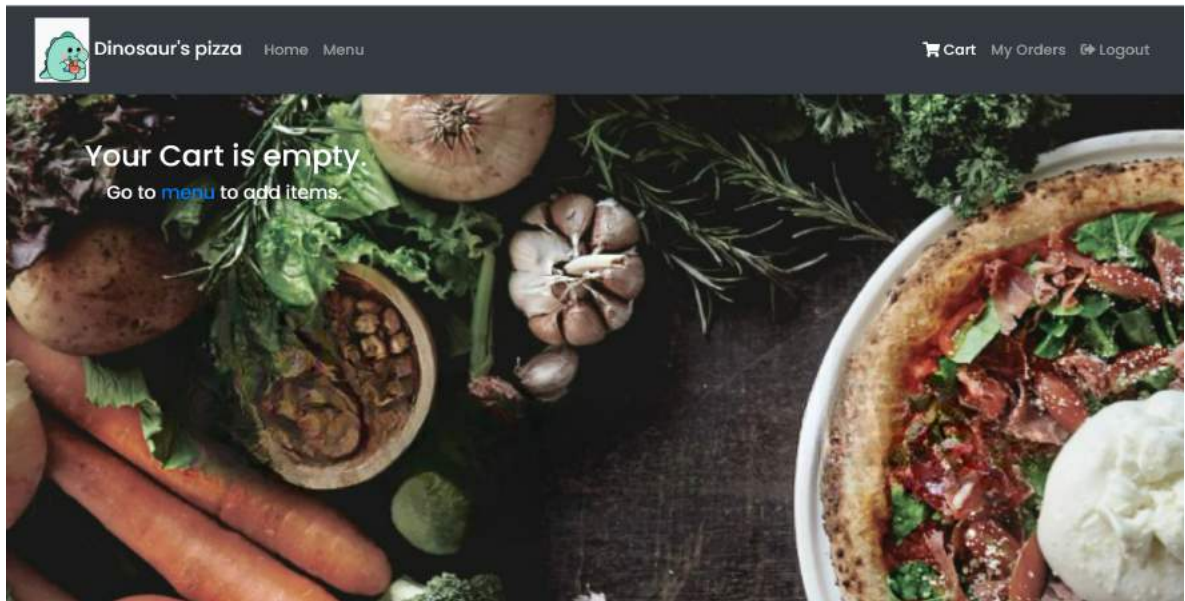 Dinosaur's pizza Home Menu Cart My Orders Logout
Your Cart is empty.
Go to menu to add items.